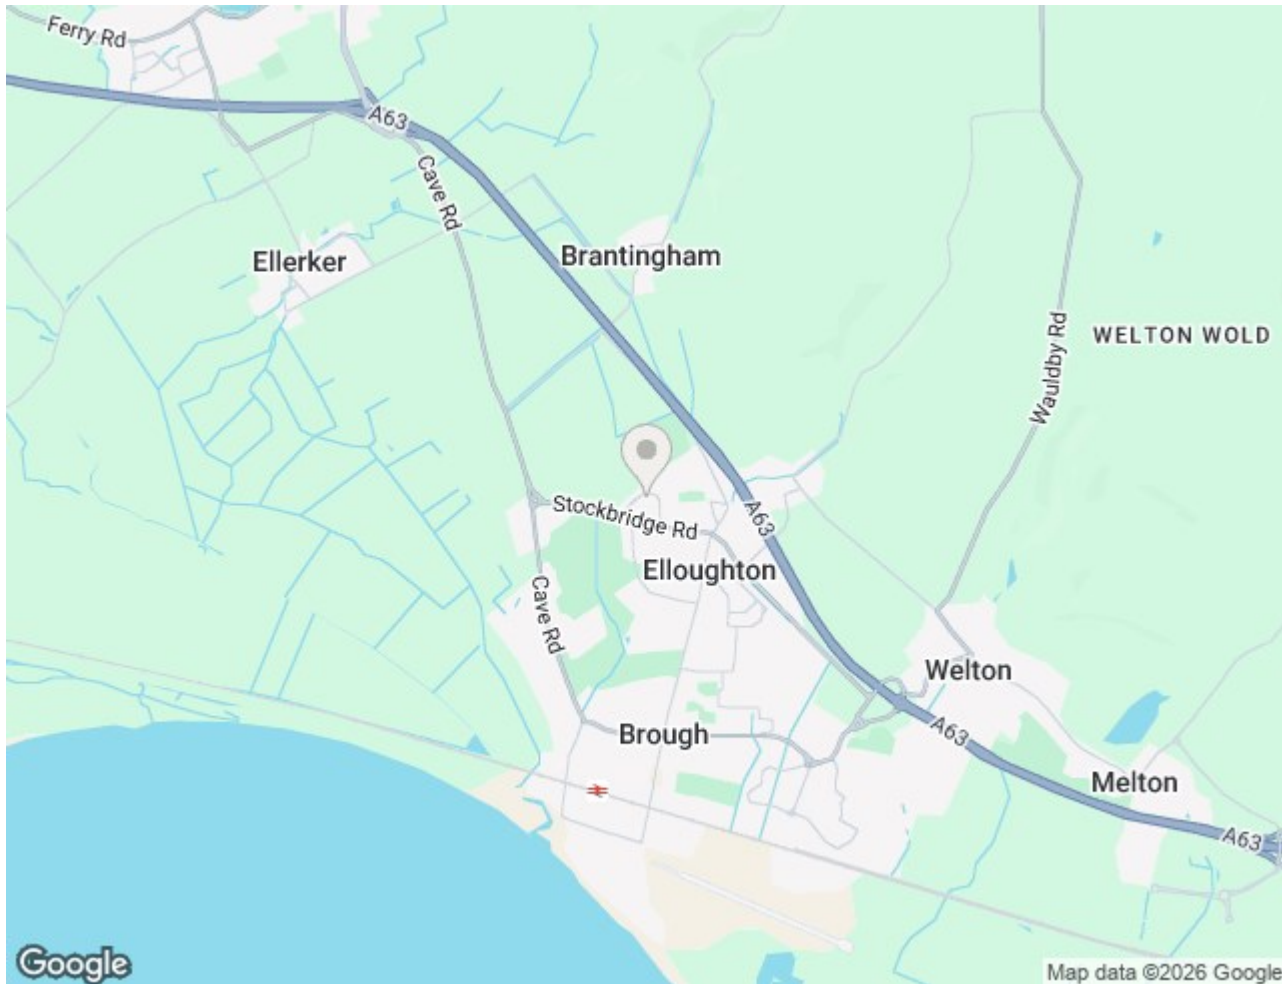 Ferry Rd
A63
Cave Rd
Ellerker
Brantingham
WELTON WOLD
Wauldby Rd
Stockbridge Rd
A63
Elloughton
Cave Rd
Welton
Brough
A63
Melton
A63
Google
Map data ©2026 Google